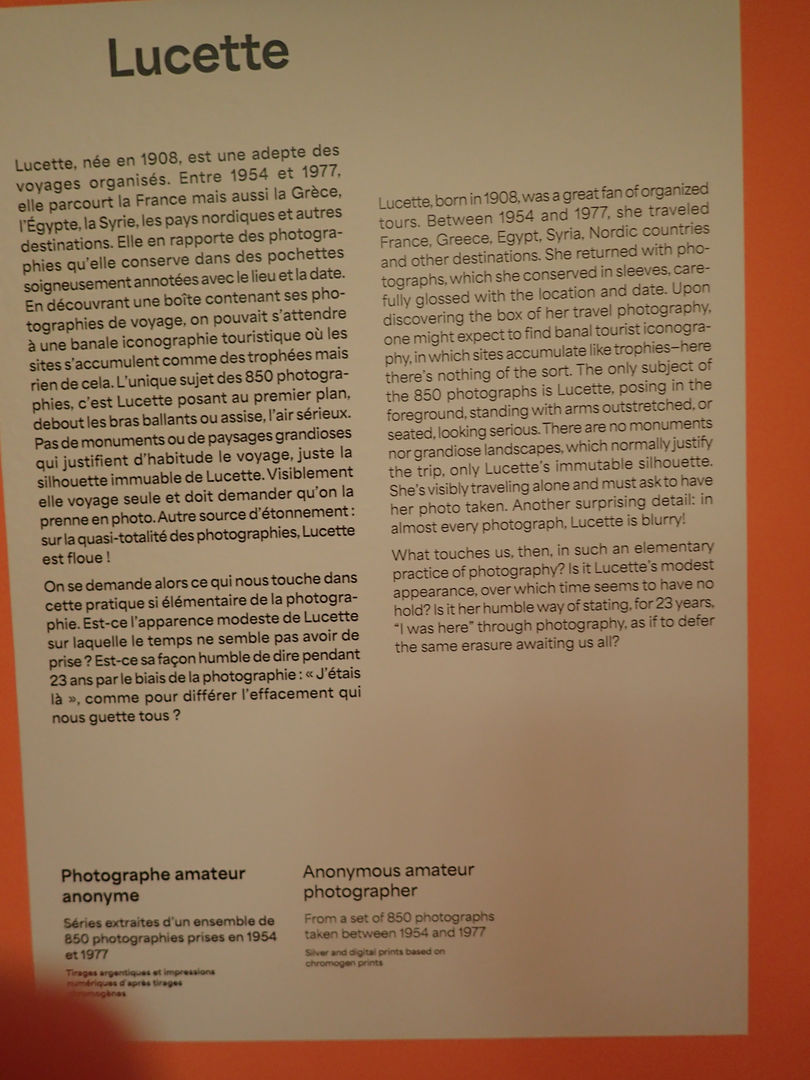 Lucette
Lucette, née en 1908, est une adepte des
voyages organisés. Entre 1954 et 1977,
elle parcourt la France mais aussi la Grèce,
l'Égypte, la Syrie, les pays nordiques et autres
destinations. Elle en rapporte des photogra-
phies qu'elle conserve dans des pochettes
soigneusement annotées avec le lieu et la date.
En découvrant une boîte contenant ses pho-
tographies de voyage, on pouvait s'attendre
à une banale iconographie touristique où les
sites s'accumulent comme des trophées mais
rien de cela. L'unique sujet des 850 photogra-
phies, c'est Lucette posant au premier plan,
debout les bras ballants ou assise, l'air sérieux.
Pas de monuments ou de paysages grandioses
qui justifient d'habitude le voyage, juste la
silhouette immuable de Lucette. Visiblement
elle voyage seule et doit demander qu'on la
prenne en photo. Autre source d'étonnement :
sur la quasi-totalité des photographies, Lucette
est floue !
On se demande alors ce qui nous touche dans
cette pratique si élémentaire de la photogra-
phie. Est-ce l'apparence modeste de Lucette
sur laquelle le temps ne semble pas avoir de
prise ? Est-ce sa façon humble de dire pendant
23 ans par le biais de la photographie : « J'étais
là », comme pour différer l'effacement qui
nous guette tous ?
Lucette, born in 1908, was a great fan of organized
tours. Between 1954 and 1977, she traveled
France, Greece, Egypt, Syria, Nordic countries
and other destinations. She returned with pho-
tographs, which she conserved in sleeves, care-
fully glossed with the location and date. Upon
discovering the box of her travel photography,
one might expect to find banal tourist iconogra-
phy, in which sites accumulate like trophies—here
there's nothing of the sort. The only subject of
the 850 photographs is Lucette, posing in the
foreground, standing with arms outstretched, or
seated, looking serious. There are no monuments
nor grandiose landscapes, which normally justify
the trip, only Lucette's immutable silhouette.
She's visibly traveling alone and must ask to have
her photo taken. Another surprising detail: in
almost every photograph, Lucette is blurry!
What touches us, then, in such an elementary
practice of photography? Is it Lucette's modest
appearance, over which time seems to have no
hold? Is it her humble way of stating, for 23 years,
"I was here" through photography, as if to defer
the same erasure awaiting us all?
Photographe amateur
anonyme
Séries extraites d'un ensemble de
850 photographies prises en 1954
et 1977
Tirages argentiques et impressions
numériques d'après tirages
chromogènes
Anonymous amateur
photographer
From a set of 850 photographs
taken between 1954 and 1977
Silver and digital prints based on
chromogen prints